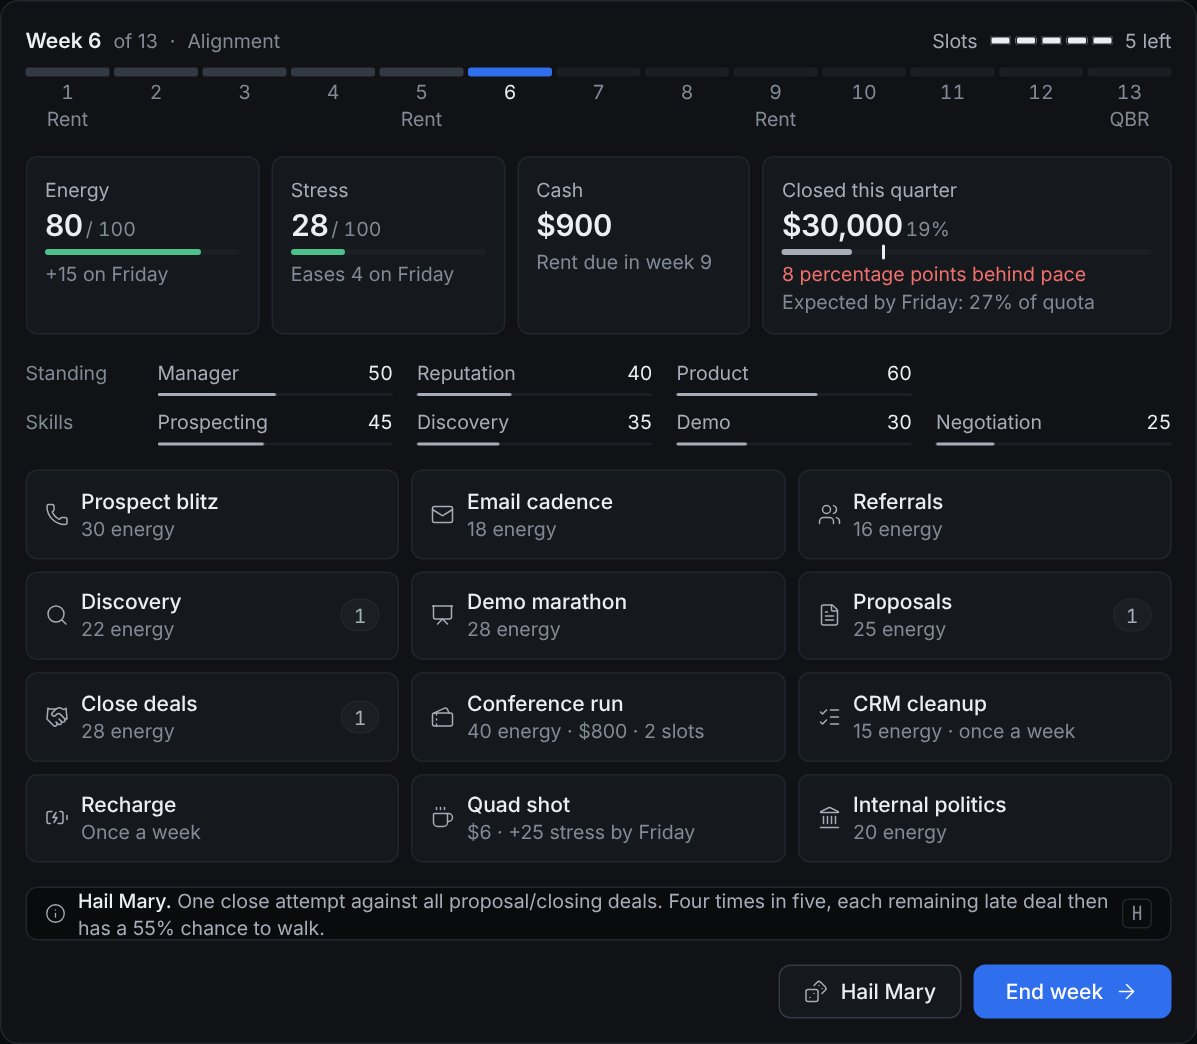 Week 6 of 13 · Alignment
Slots 5 left
1 2 3 4 5 6 7 8 9 10 11 12 13
Rent Rent Rent QBR
Energy
80 / 100
+15 on Friday
Stress
28 / 100
Eases 4 on Friday
Cash
$900
Rent due in week 9
Closed this quarter
$30,000 19%
8 percentage points behind pace
Expected by Friday: 27% of quota
Standing Manager 50 Reputation 40 Product 60
Skills Prospecting 45 Discovery 35 Demo 30 Negotiation 25
Prospect blitz
30 energy
Email cadence
18 energy
Referrals
16 energy
Discovery
22 energy
1
Demo marathon
28 energy
Proposals
25 energy
1
Close deals
28 energy
1
Conference run
40 energy · $800 · 2 slots
CRM cleanup
15 energy · once a week
Recharge
Once a week
Quad shot
$6 · +25 stress by Friday
Internal politics
20 energy
Hail Mary. One close attempt against all proposal/closing deals. Four times in five, each remaining late deal then
has a 55% chance to walk.
H
Hail Mary
End week →